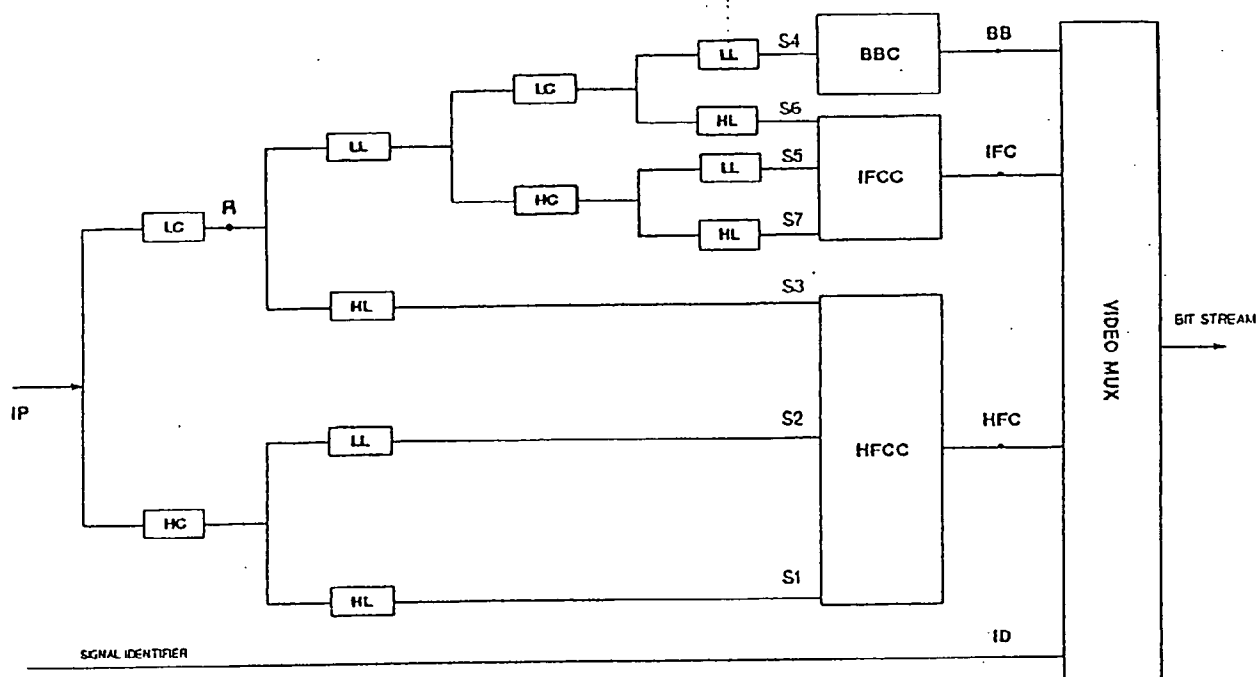 LL
S4
BBC
BB
LC
HL
S6
LL
S5
IFCC
IFC
LL
HC
HL
S7
LC
R
HL
S3
VIDEO MUX
BIT STREAM
IP
LL
S2
HFCC
HFC
HC
HL
S1
SIGNAL IDENTIFIER
ID